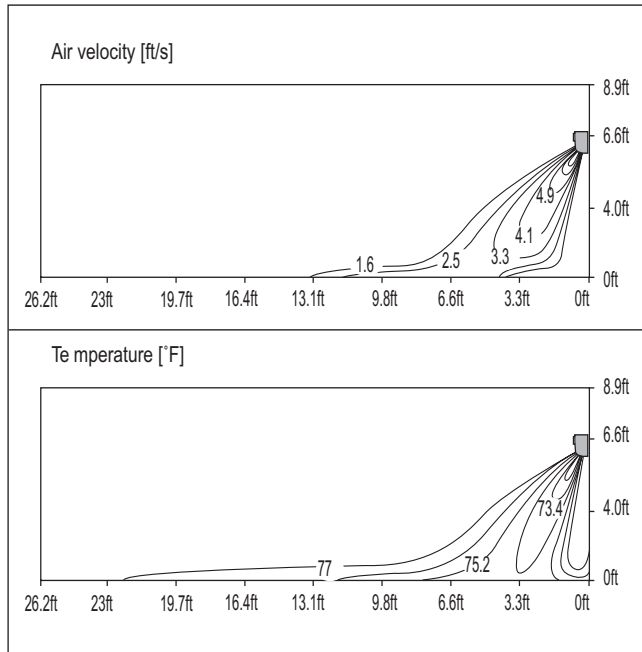 Air velocity [ft/s]
8.9ft
6.6ft
4.9
4.0ft
4.1
3.3
2.5
1.6
0ft
26.2ft 23ft 19.7ft 16.4ft 13.1ft 9.8ft 6.6ft 3.3ft 0ft
Te mperature [˚F]
8.9ft
6.6ft
73.4
4.0ft
75.2
77
0ft
26.2ft 23ft 19.7ft 16.4ft 13.1ft 9.8ft 6.6ft 3.3ft 0ft